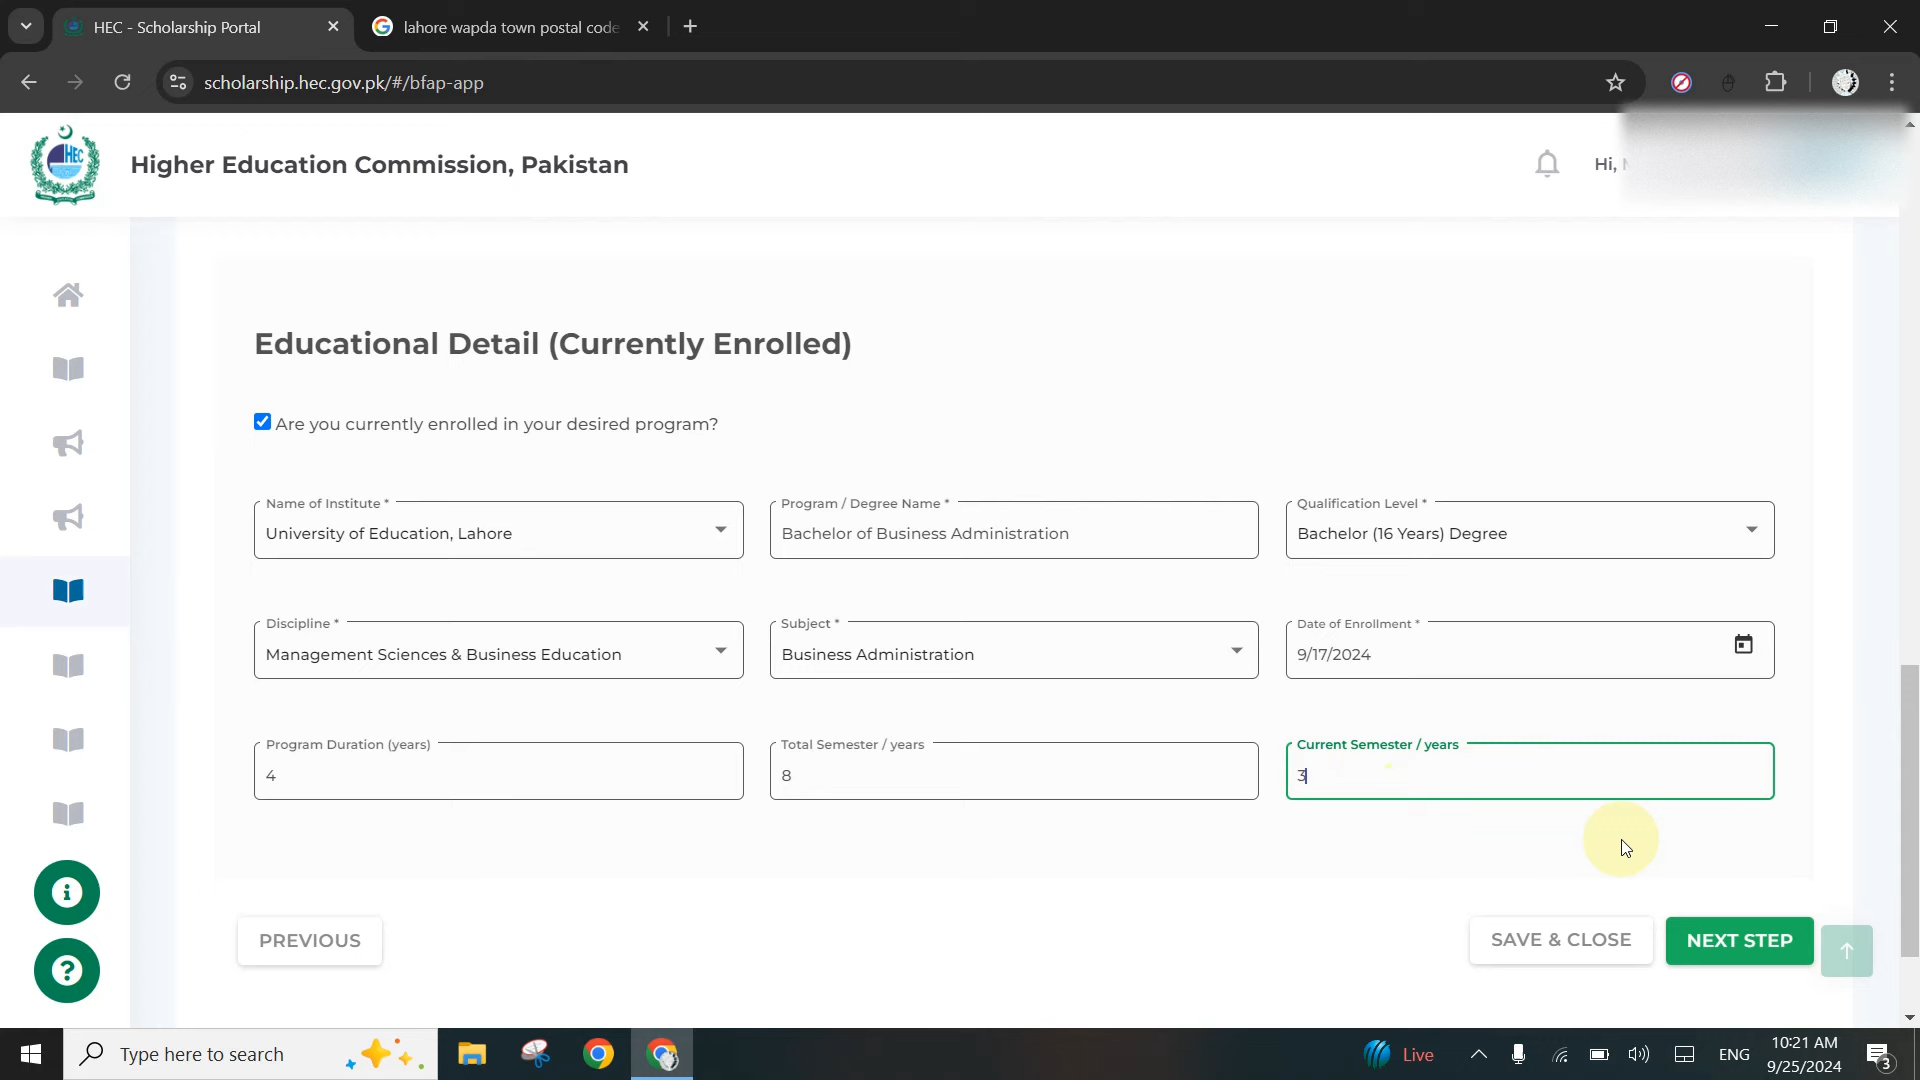 HEC - Scholarship Portal
lahore wapda town postal code
scholarship.hec.gov.pk/#/bfap-app
HEC
Higher Education Commission, Pakistan
Hi,
Educational Detail (Currently Enrolled)
Are you currently enrolled in your desired program?
Name of Institute *
Program / Degree Name *
Qualification Level *
University of Education, Lahore
Bachelor of Business Administration
Bachelor (16 Years) Degree
Discipline *
Subject *
Date of Enrollment *
Management Sciences & Business Education
Business Administration
9/17/2024
Program Duration (years)
Total Semester / years
Current Semester / years
4
8
3
PREVIOUS
SAVE & CLOSE
NEXT STEP
Type here to search
Live
ENG
10:21 AM
9/25/2024
3